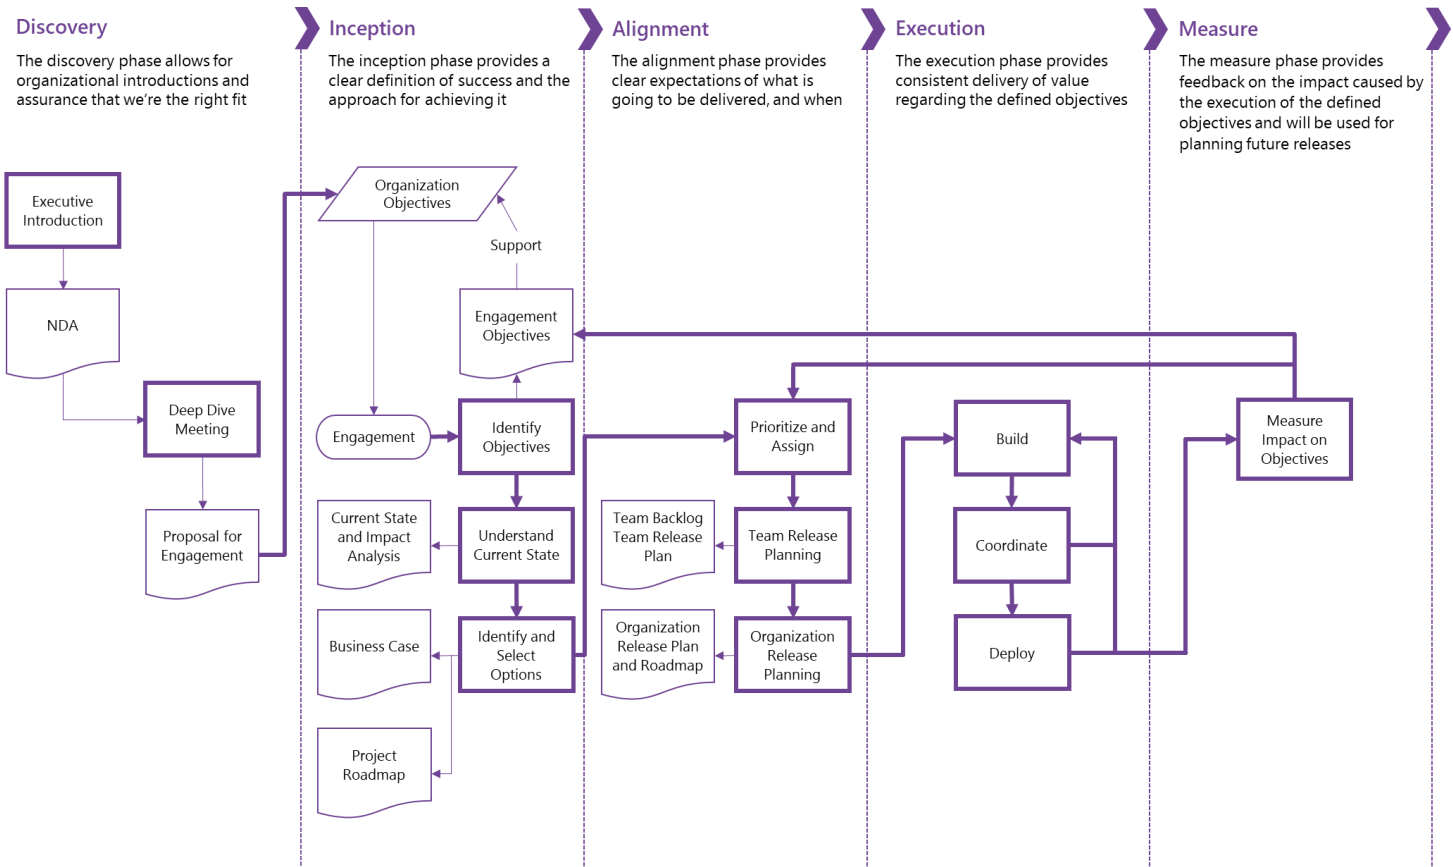 Discovery
The discovery phase allows for
organizational introductions and
assurance that we're the right fit
Executive
Introduction
NDA
Deep Dive
Meeting
Proposal for
Engagement
Inception
The inception phase provides a
clear definition of success and the
approach for achieving it
Organization
Objectives
Support
Engagement
Objectives
Engagement
Identify
Objectives
Current State
and Impact
Analysis
Understand
Current State
Business Case
Identify and
Select
Options
Project
Roadmap
Alignment
The alignment phase provides
clear expectations of what is
going to be delivered, and when
Prioritize and
Assign
Team Backlog
Team Release
Plan
Team Release
Planning
Organization
Release Plan
and Roadmap
Organization
Release
Planning
Execution
The execution phase provides
consistent delivery of value
regarding the defined objectives
Build
Coordinate
Deploy
Measure
The measure phase provides
feedback on the impact caused by
the execution of the defined
objectives and will be used for
planning future releases
Measure
Impact on
Objectives